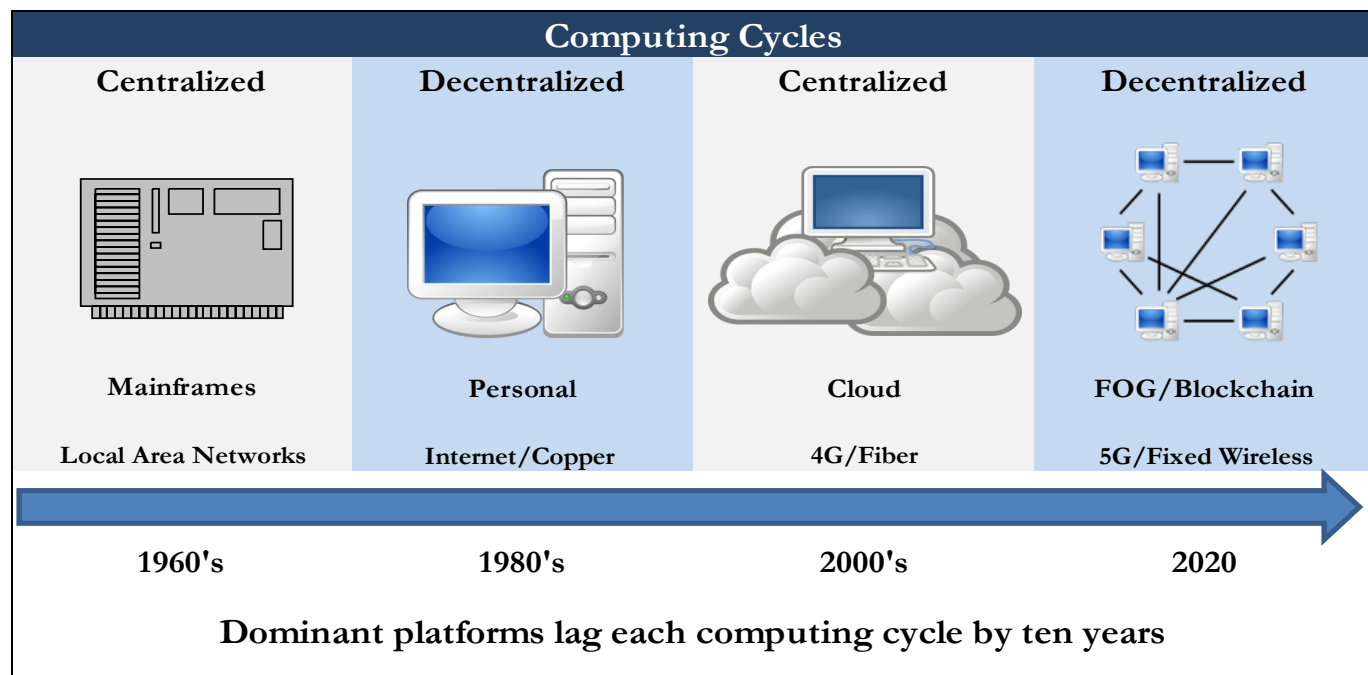 Computing Cycles
Centralized
Decentralized
Centralized
Decentralized
Mainframes
Personal
Cloud
FOG/Blockchain
Local Area Networks
Internet/Copper
4G/Fiber
5G/Fixed Wireless
1960's
1980's
2000's
2020
Dominant platforms lag each computing cycle by ten years